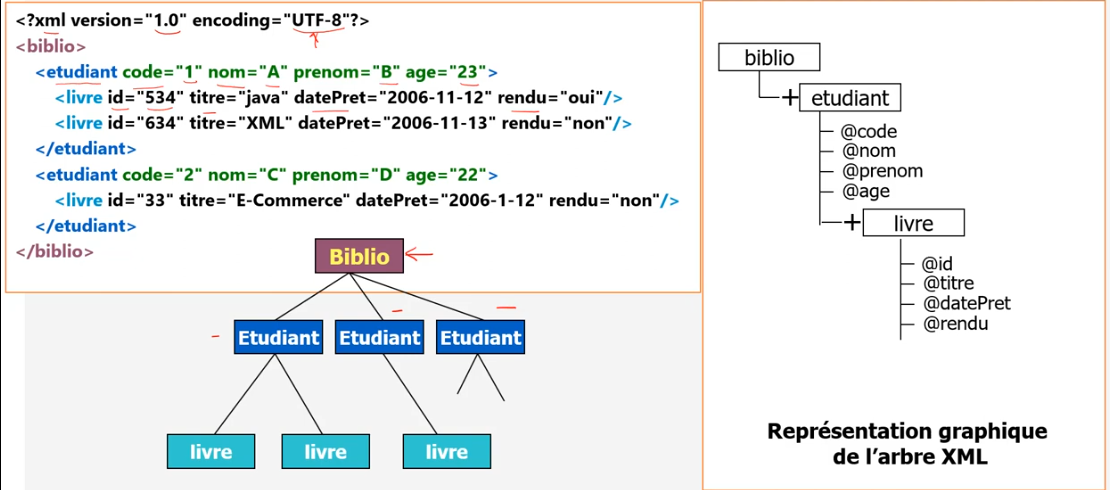 <?xml version="1.0" encoding="UTF-8"?>
<biblio>
<etudiant code="1" nom="A" prenom="B" age="23">
<livre id="534" titre="java" datePret="2006-11-12" rendu="oui"/>
<livre id="634" titre="XML" datePret="2006-11-13" rendu="non"/>
</etudiant>
<etudiant code="2" nom="C" prenom="D" age="22">
<livre id="33" titre="E-Commerce" datePret="2006-1-12" rendu="non"/>
</etudiant>
</biblio>
Biblio
Etudiant Etudiant Etudiant
livre livre livre
biblio
+ etudiant
@code
@nom
@prenom
@age
+ livre
@id
@titre
@datePret
@rendu
Représentation graphique
de l'arbre XML